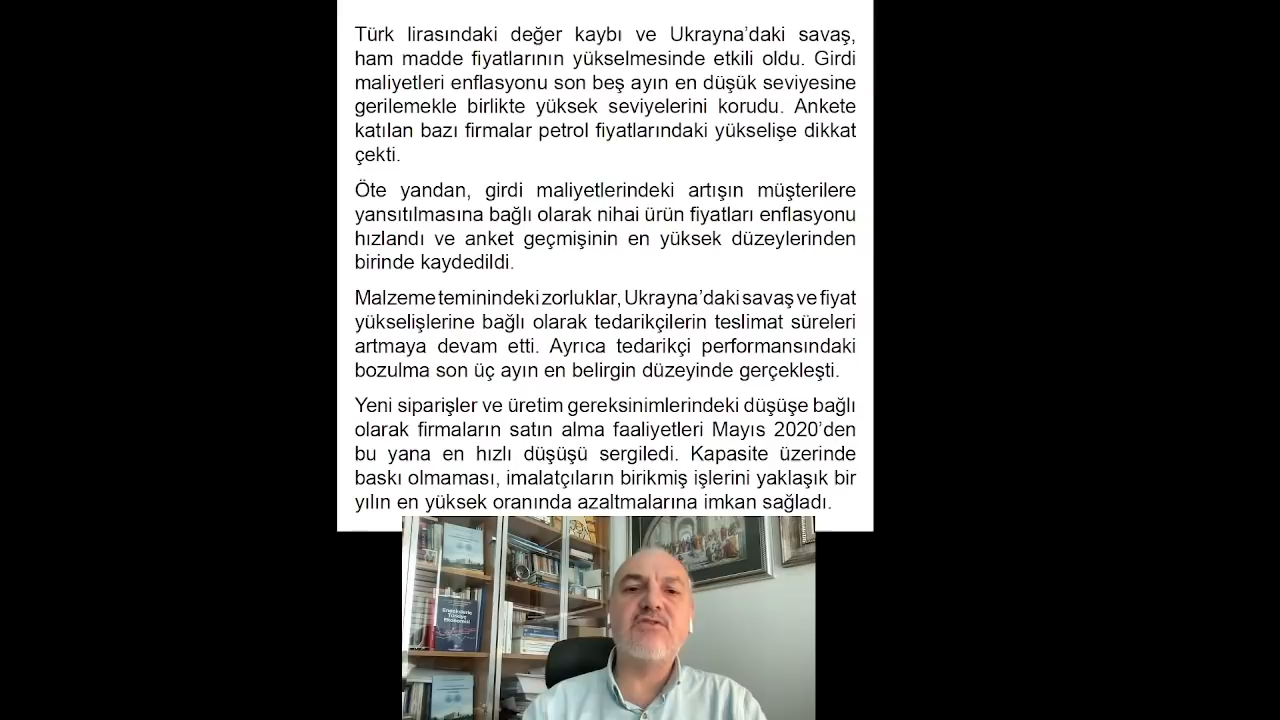 Türk lirasındaki değer kaybı ve Ukrayna’daki savaş,
ham madde fiyatlarının yükselmesinde etkili oldu. Girdi
maliyetleri enflasyonu son beş ayın en düşük seviyesine
gerilemekle birlikte yüksek seviyelerini korudu. Ankete
katılan bazı firmalar petrol fiyatlarındaki yükselişe dikkat
çekti.
Öte yandan, girdi maliyetlerindeki artışın müşterilere
yansıtılmasına bağlı olarak nihai ürün fiyatları enflasyonu
hızlandı ve anket geçmişinin en yüksek düzeylerinden
birinde kaydedildi.
Malzeme teminindeki zorluklar, Ukrayna’daki savaş ve fiyat
yükselişlerine bağlı olarak tedarikçilerin teslimat süreleri
artmaya devam etti. Ayrıca tedarikçi performansındaki
bozulma son üç ayın en belirgin düzeyinde gerçekleşti.
Yeni siparişler ve üretim gereksinimlerindeki düşüşe bağlı
olarak firmaların satın alma faaliyetleri Mayıs 2020’den
bu yana en hızlı düşüşü sergiledi. Kapasite üzerinde
baskı olmaması, imalatçıların birikmiş işlerini yaklaşık bir
yılın en yüksek oranında azaltmalarına imkan sağladı.
Türkiye
Ekonomisi